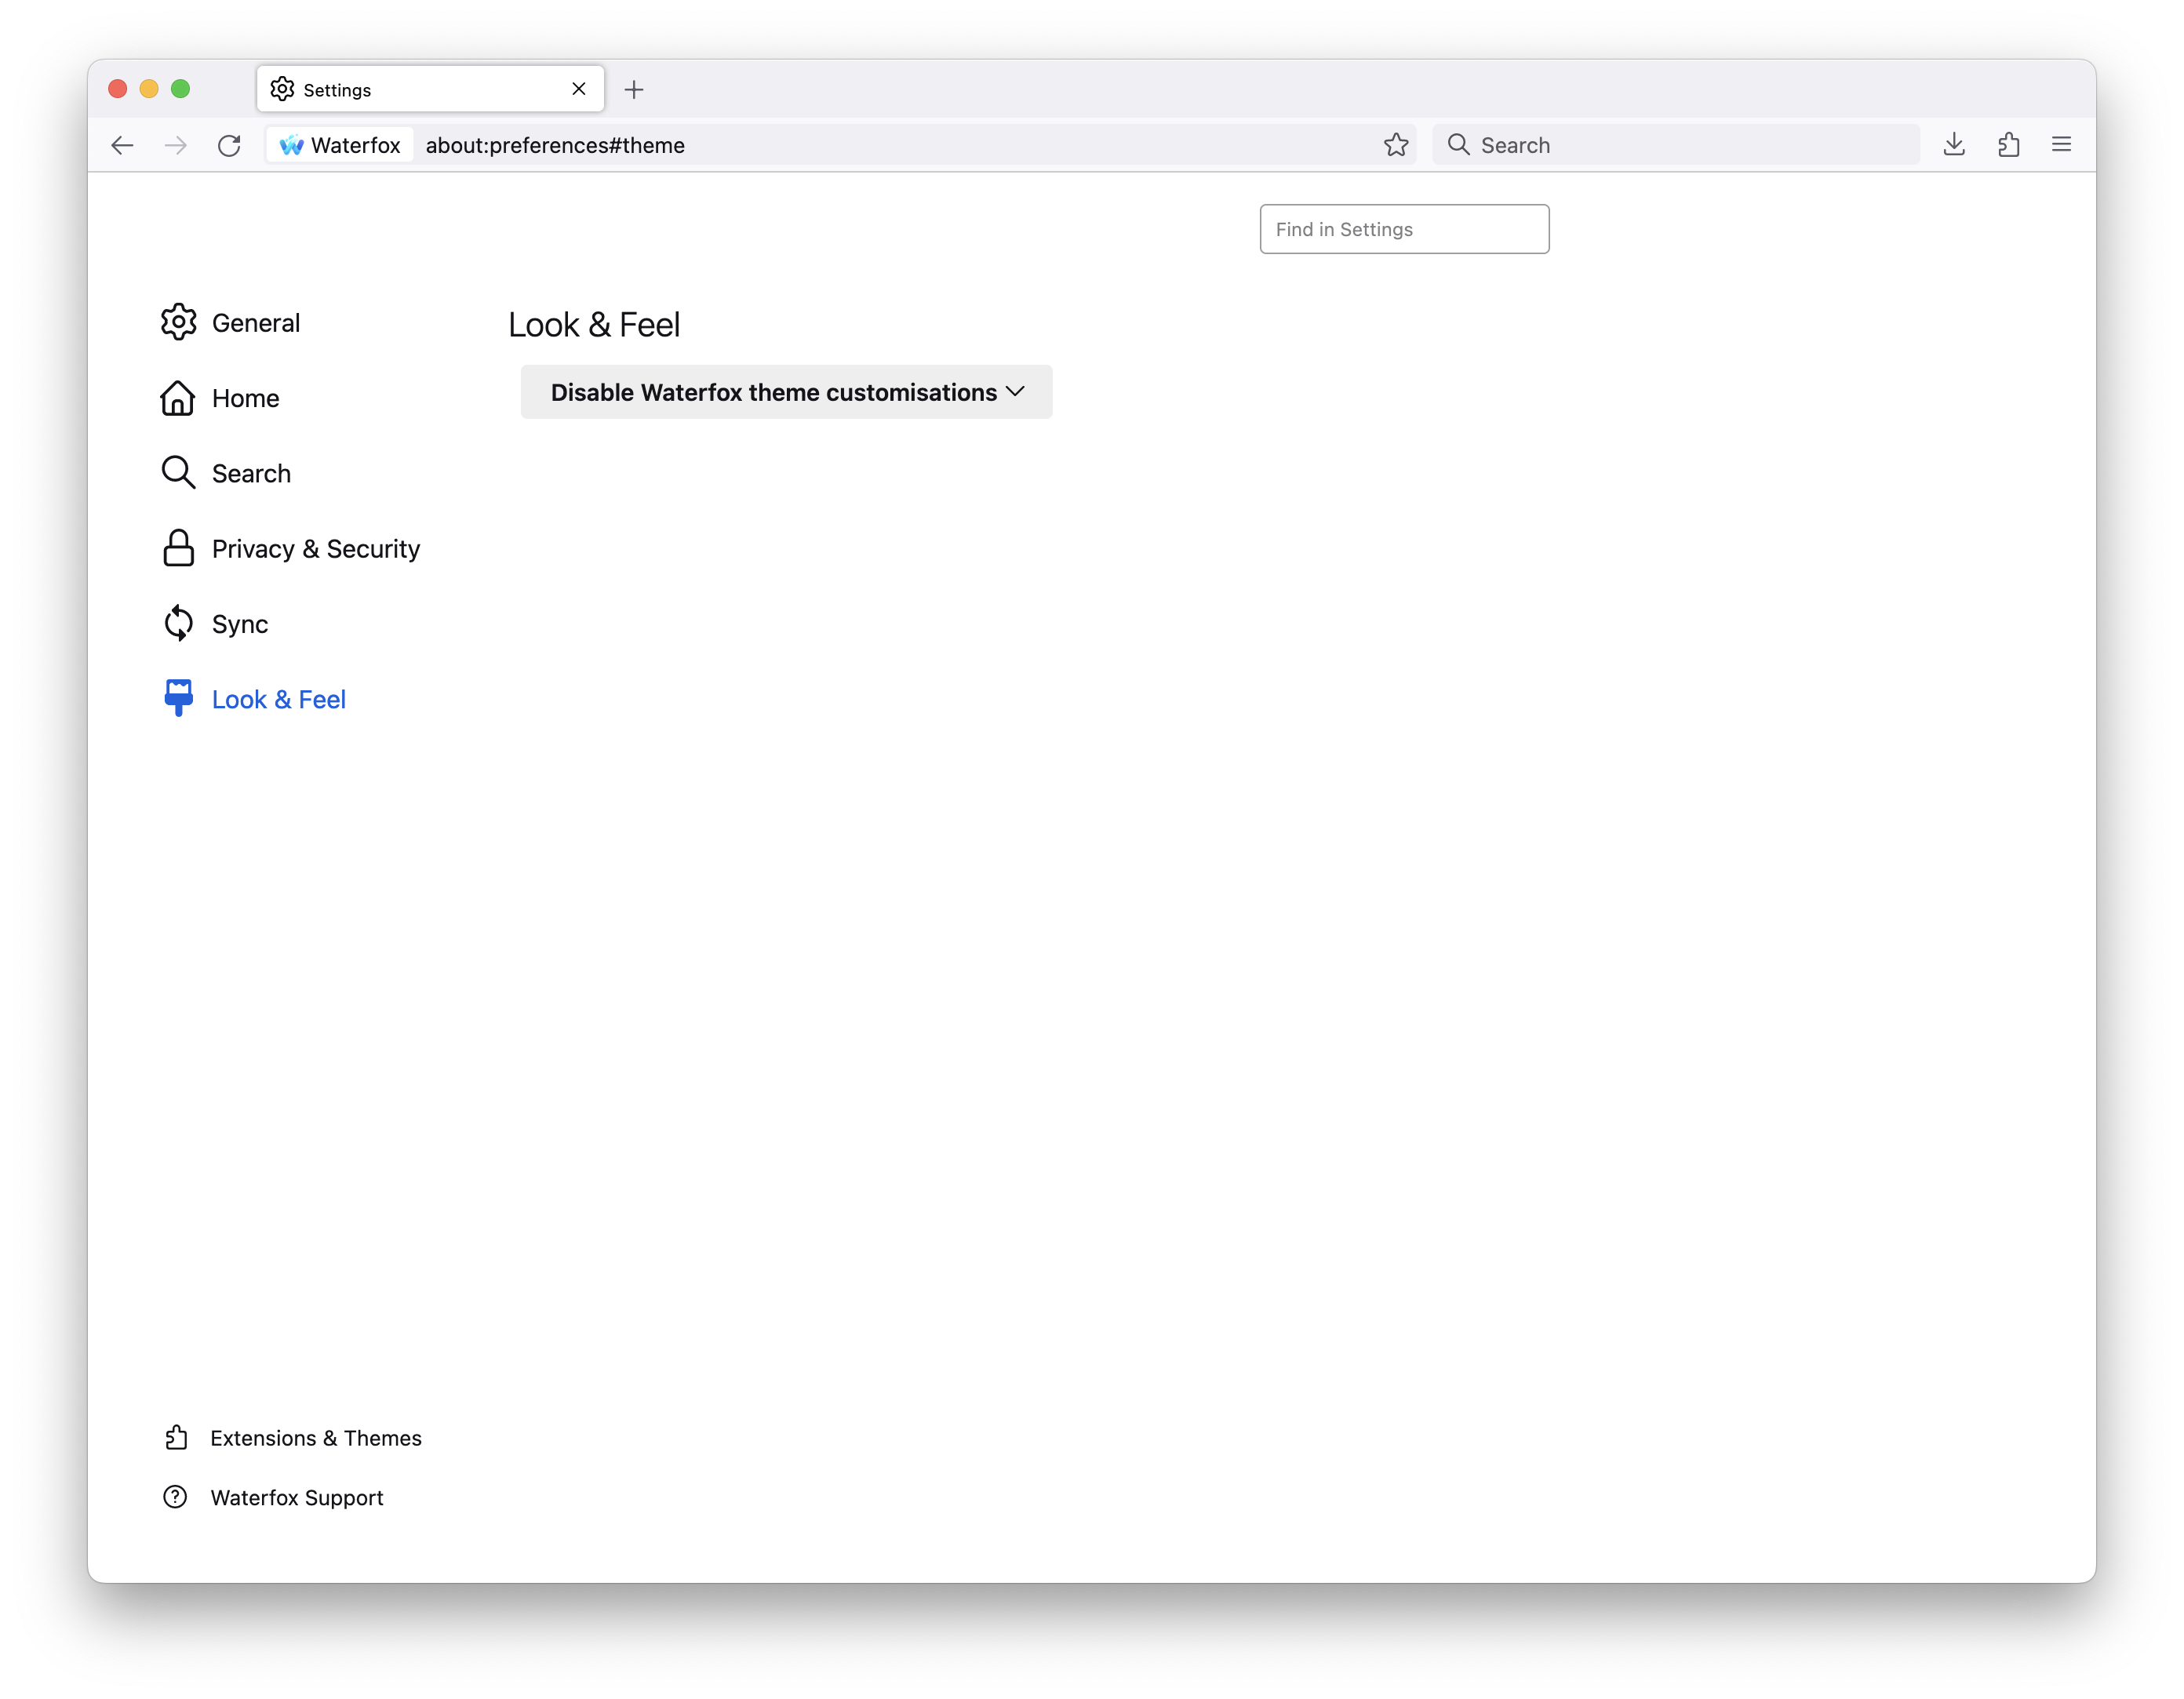 Settings
Waterfox about:preferences#theme Search
Find in Settings
General
Home
Search
Privacy & Security
Sync
Look & Feel
Look & Feel
Disable Waterfox theme customisations
Extensions & Themes
Waterfox Support